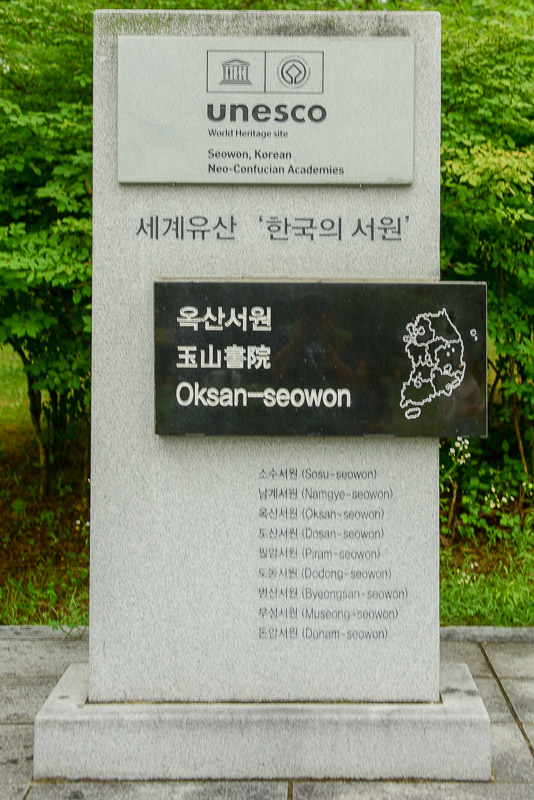 unesco
World Heritage site
Seowon, Korean
Neo-Confucian Academies
세계유산 ‘한국의 서원’
옥산서원
玉山書院
Oksan-seowon
소수서원 (Sosu-seowon)
남계서원 (Namgye-seowon)
옥산서원 (Oksan-seowon)
도산서원 (Dosan-seowon)
필암서원 (Piram-seowon)
도동서원 (Dodong-seowon)
병산서원 (Byeongsan-seowon)
무성서원 (Museong-seowon)
돈암서원 (Donam-seowon)